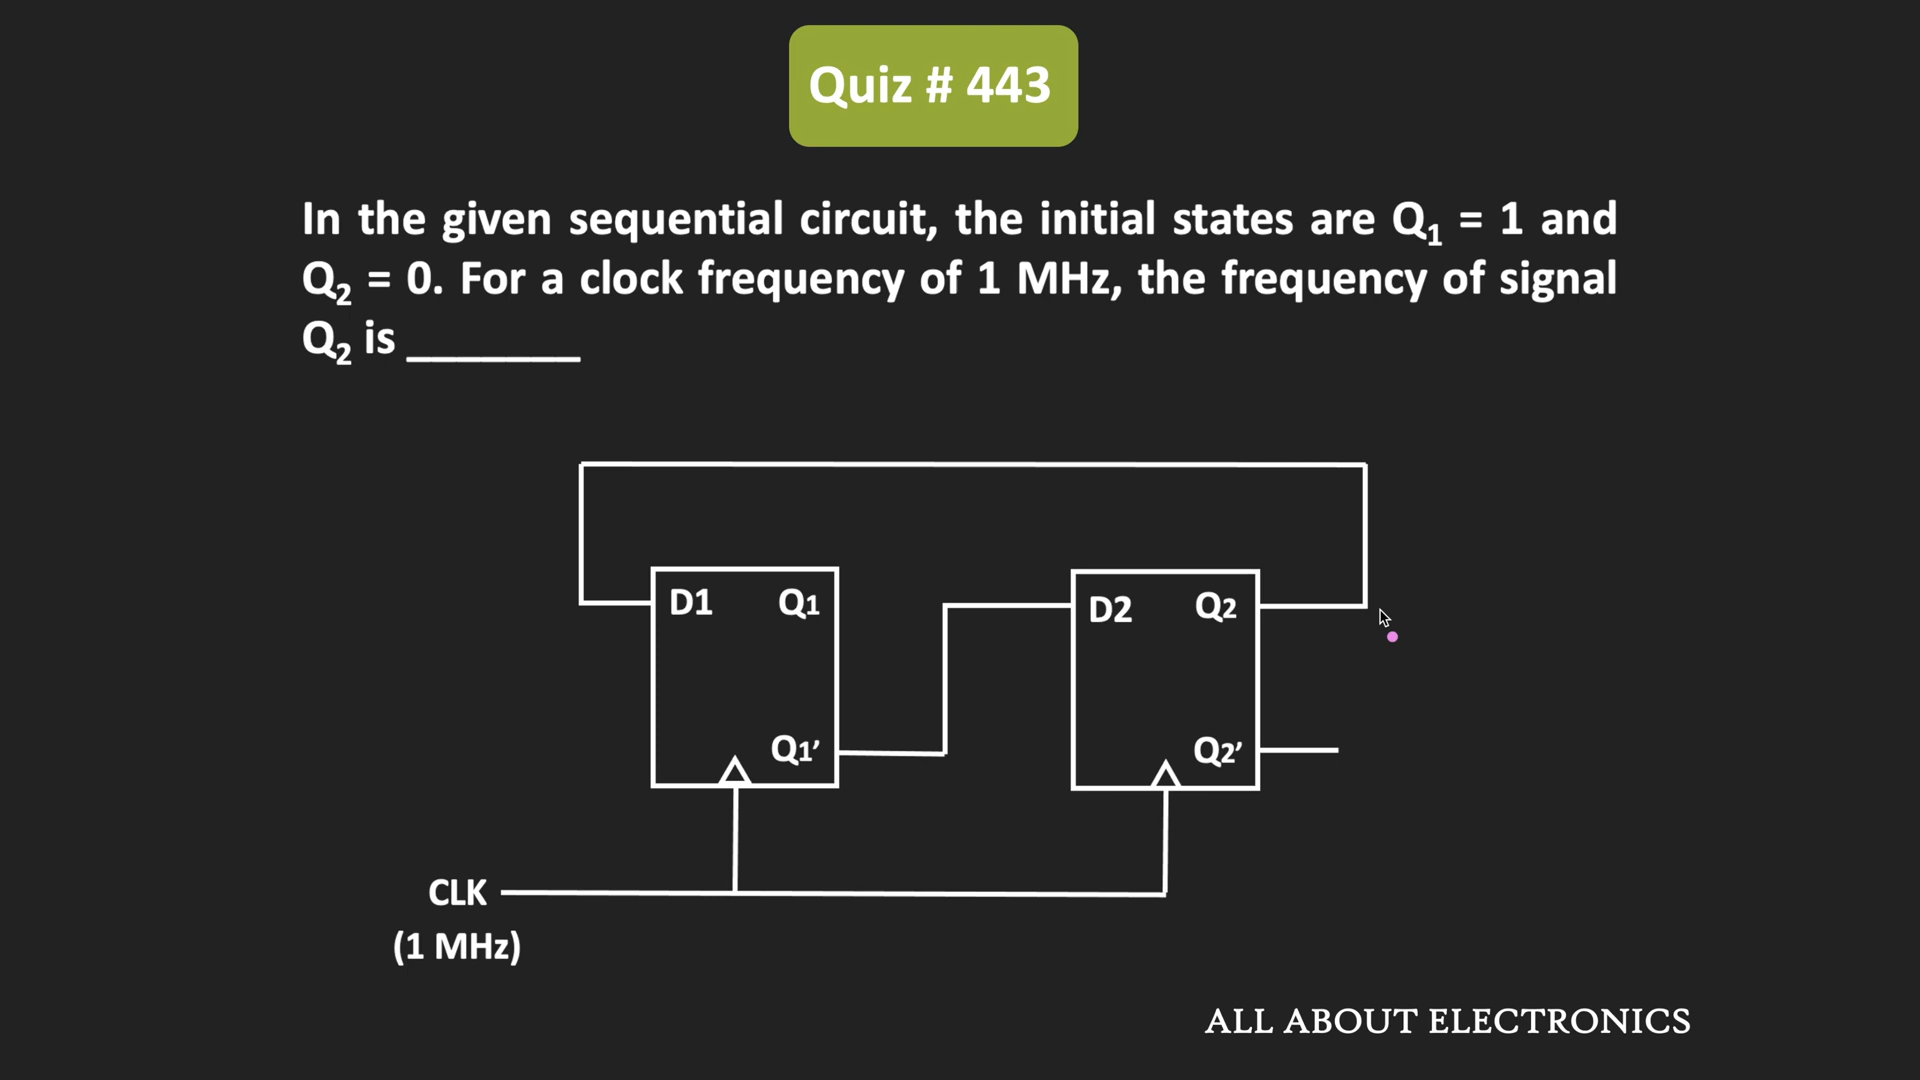 Quiz # 443
In the given sequential circuit, the initial states are Q₁ = 1 and
Q₂ = 0. For a clock frequency of 1 MHz, the frequency of signal
Q₂ is ________
D1 Q1 D2 Q2
Q1’ Q2’
CLK
(1 MHz)
ALL ABOUT ELECTRONICS